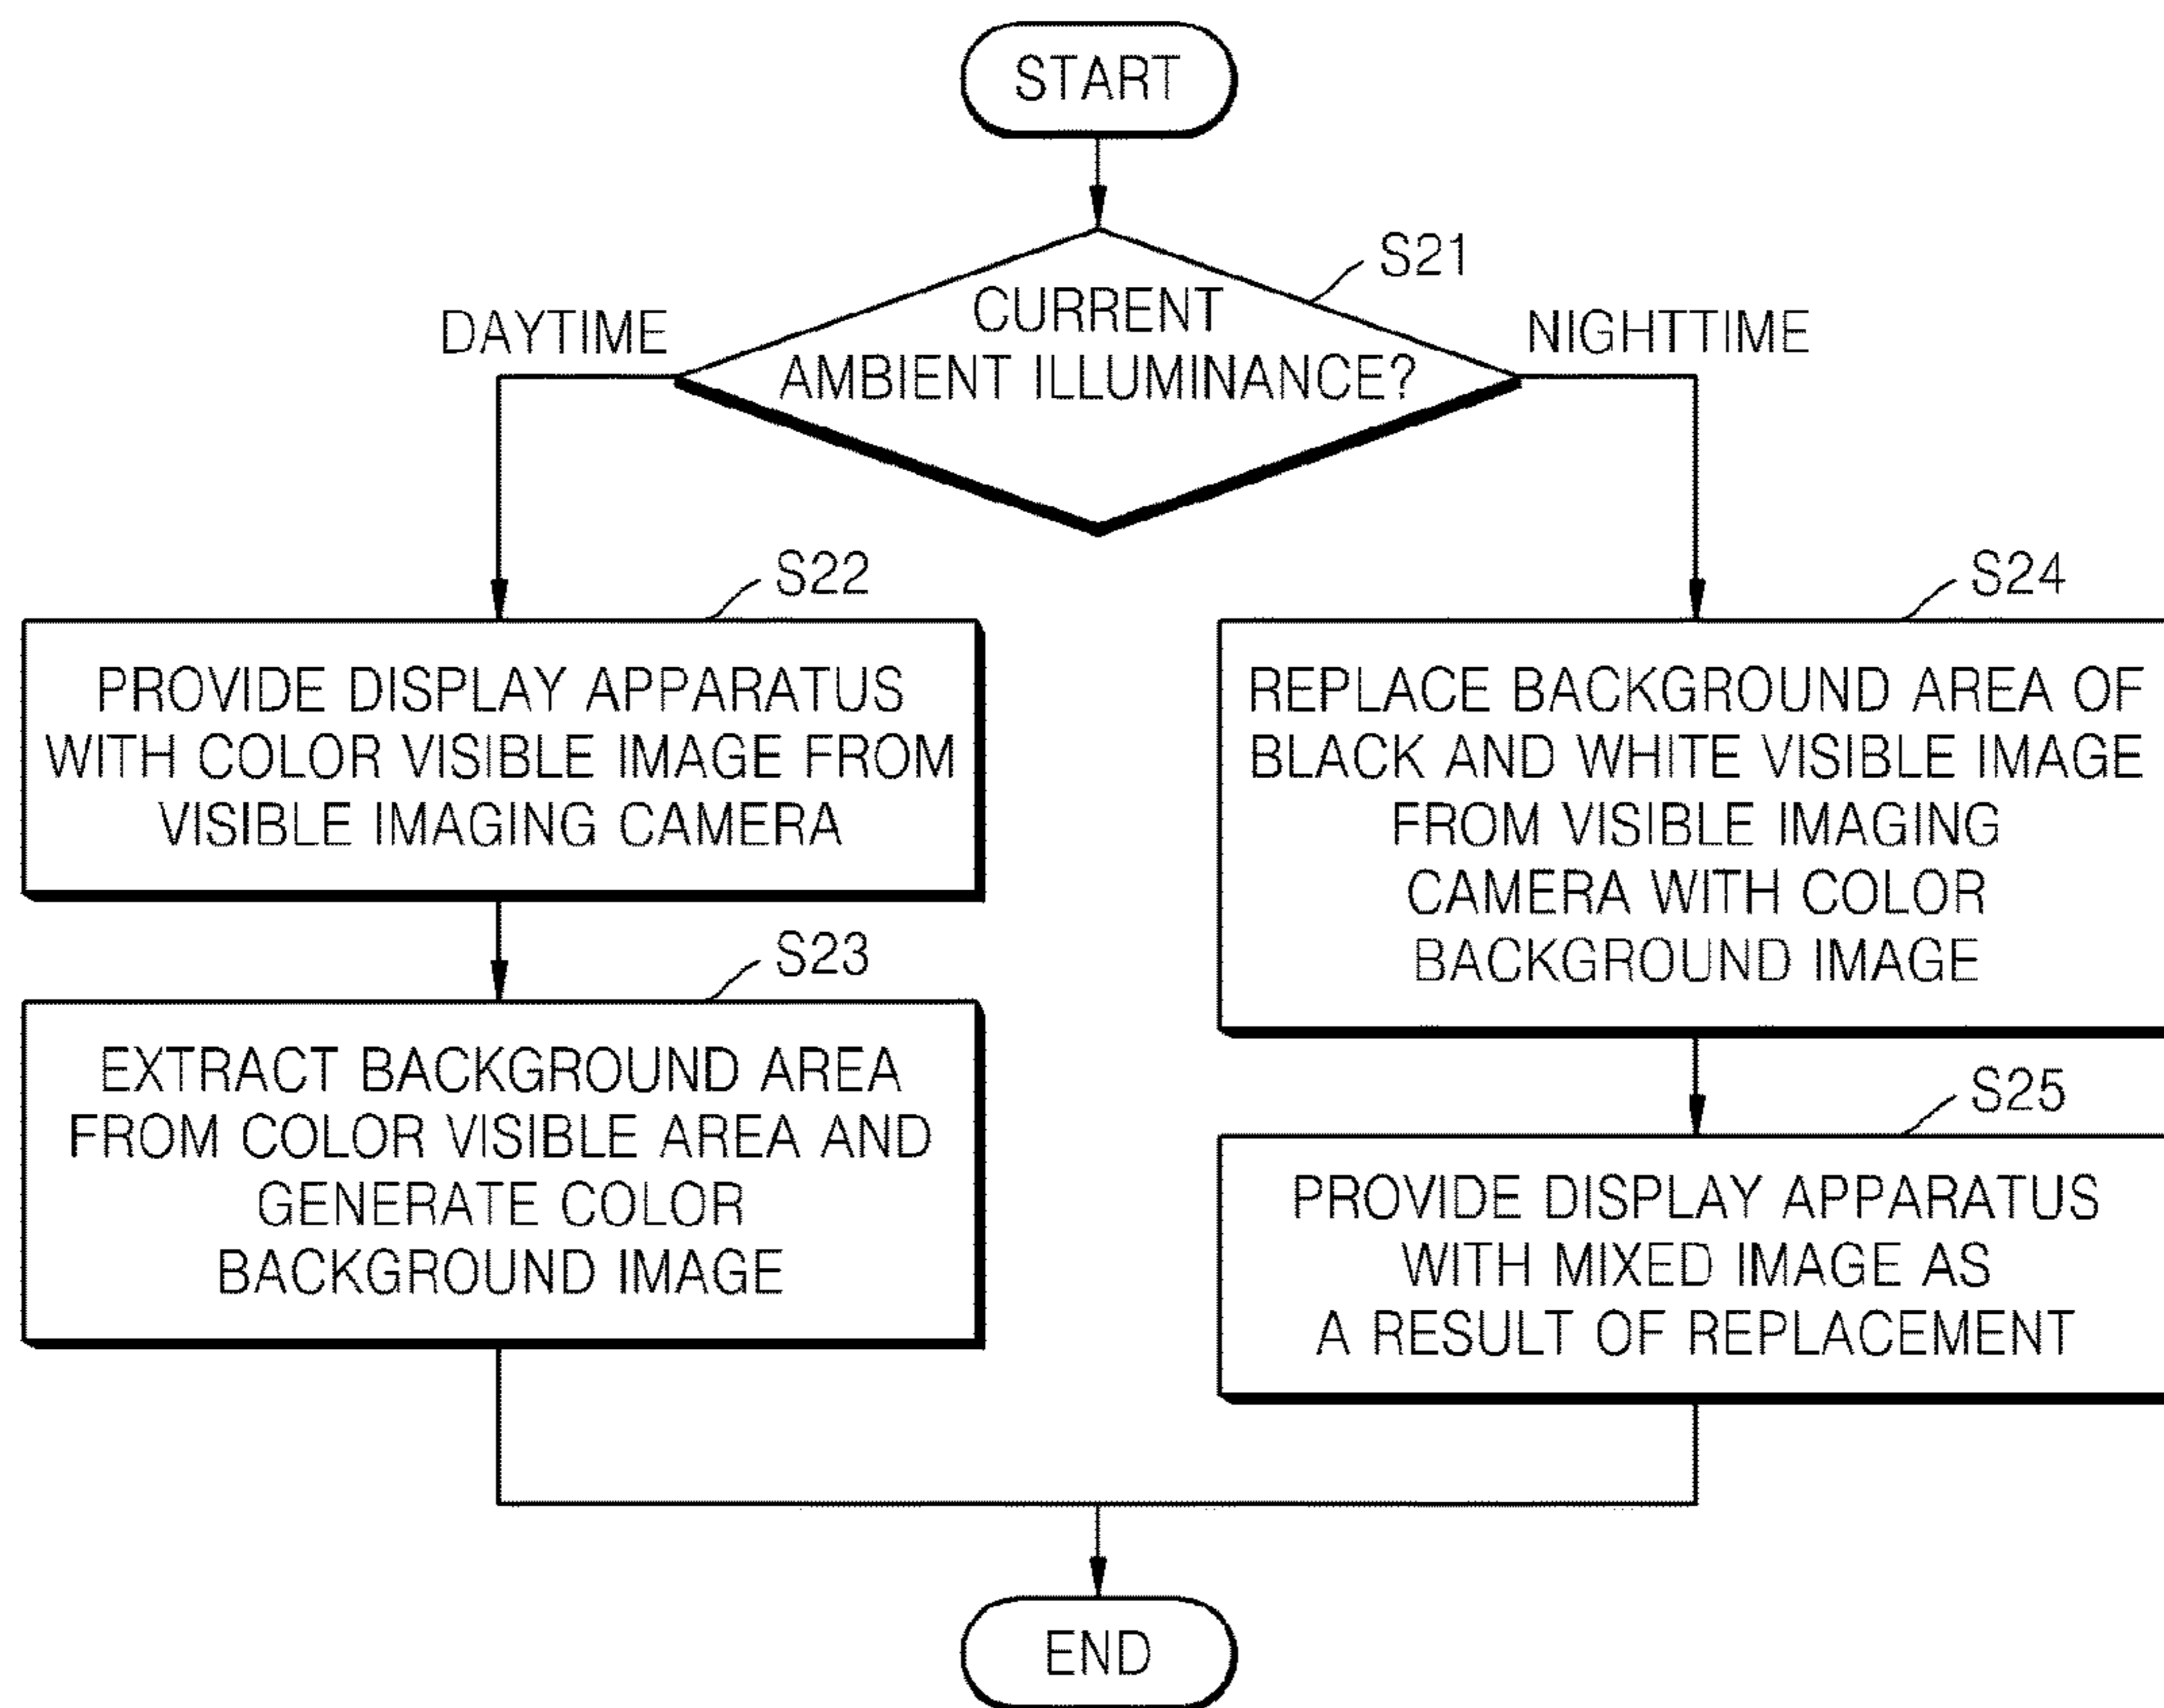 START
S21
CURRENT
AMBIENT ILLUMINANCE?
DAYTIME
NIGHTTIME
S22
PROVIDE DISPLAY APPARATUS
WITH COLOR VISIBLE IMAGE FROM
VISIBLE IMAGING CAMERA
S23
EXTRACT BACKGROUND AREA
FROM COLOR VISIBLE AREA AND
GENERATE COLOR
BACKGROUND IMAGE
S24
REPLACE BACKGROUND AREA OF
BLACK AND WHITE VISIBLE IMAGE
FROM VISIBLE IMAGING
CAMERA WITH COLOR
BACKGROUND IMAGE
S25
PROVIDE DISPLAY APPARATUS
WITH MIXED IMAGE AS
A RESULT OF REPLACEMENT
END